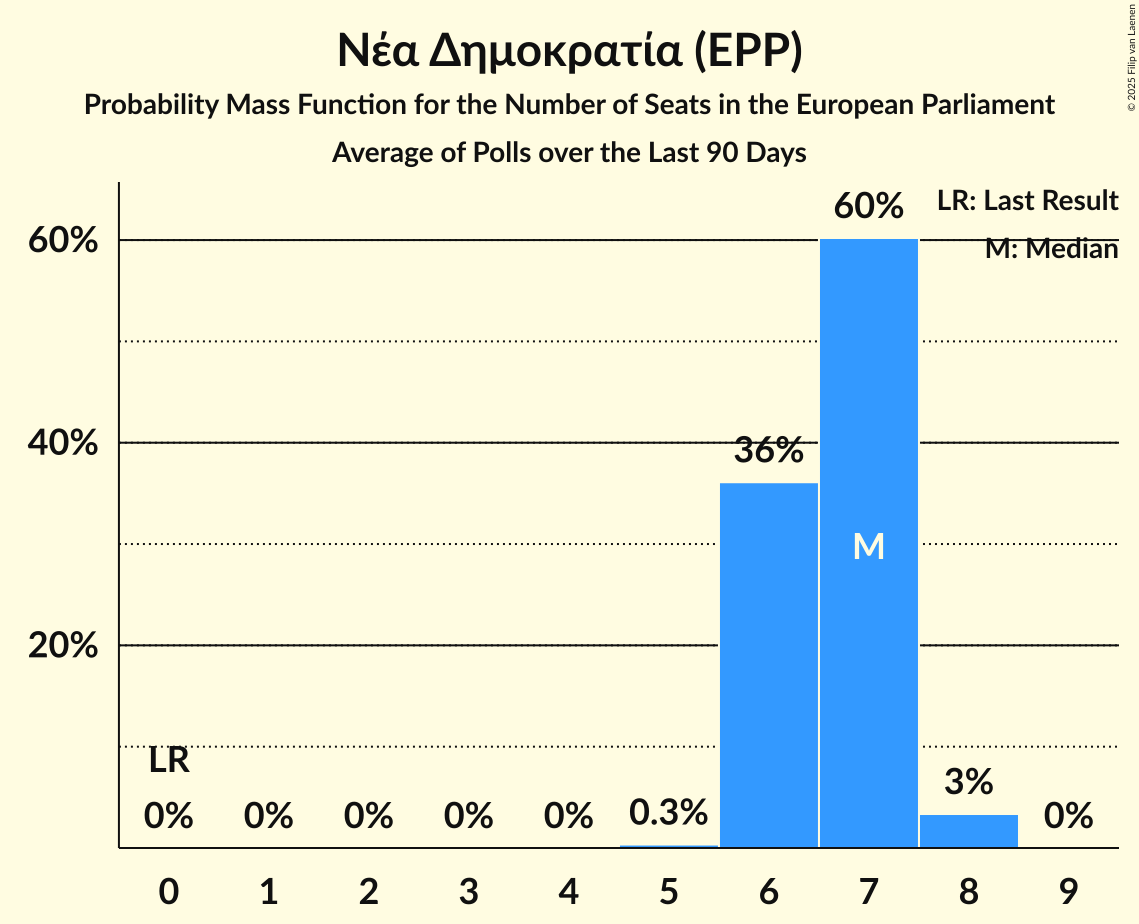 Νέα Δημοκρατία (EPP)
Probability Mass Function for the Number of Seats in the European Parliament
Average of Polls over the Last 90 Days
© 2025 Filip van Laenen
LR: Last Result
M: Median
60%
40%
20%
LR
0%
0%
0%
0%
0%
0.3%
36%
60%
M
3%
0%
0
1
2
3
4
5
6
7
8
9